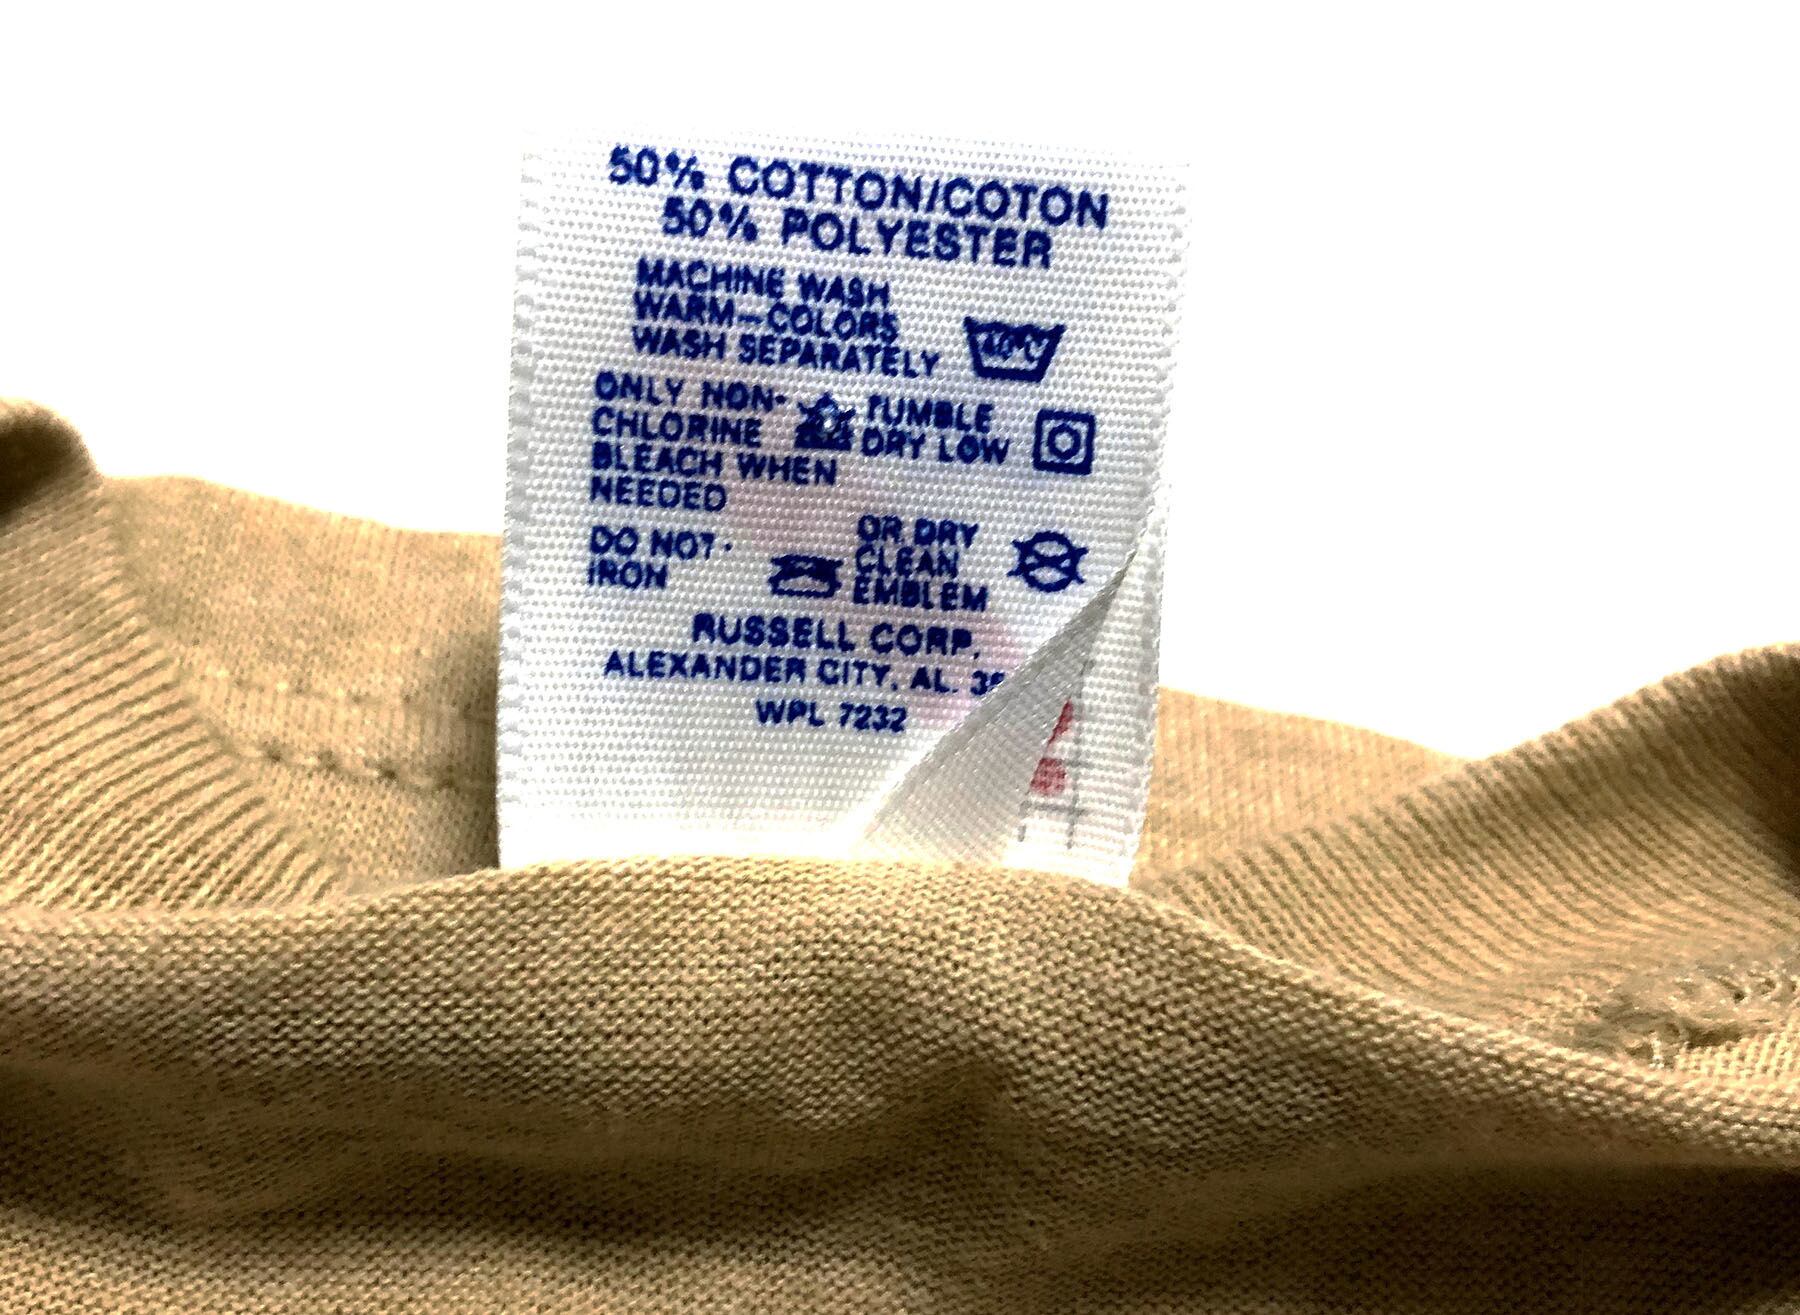 50% COTTON/COTON
50% POLYESTER
MACHINE WASH
WARM-COLORS
WASH SEPARATELY
40°C
ONLY NON-
CHLORINE
BLEACH WHEN
NEEDED
TUMBLE
DRY LOW
DO NOT
IRON
OR DRY
CLEAN
EMBLEM
RUSSELL CORP.
ALEXANDER CITY, AL.
WPL 7232